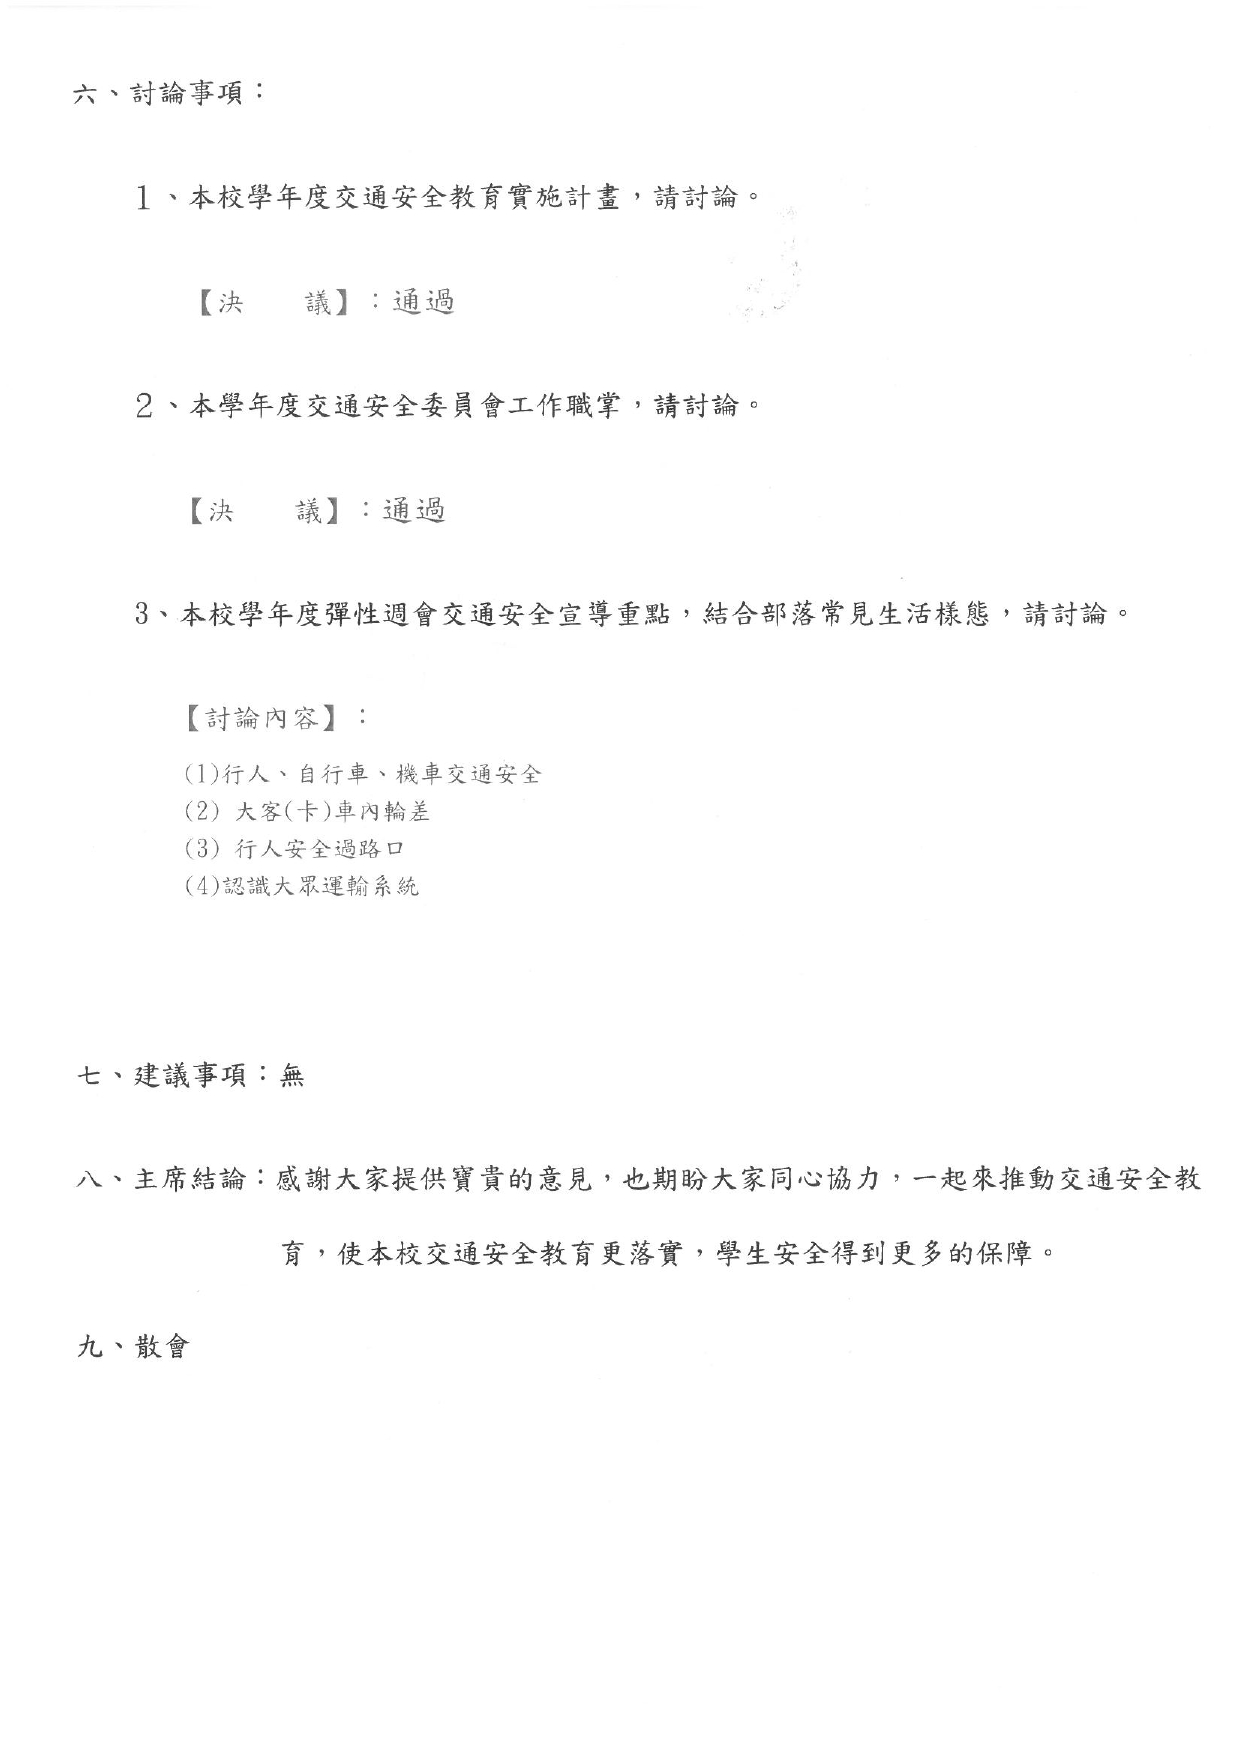 六、討論事項：
1、本校學年度交通安全教育實施計畫，請討論。
【決　　議】：通過
2、本學年度交通安全委員會工作職掌，請討論。
【決　　議】：通過
3、本校學年度彈性週會交通安全宣導重點，結合部落常見生活樣態，請討論。
【討論內容】：
(1)行人、自行車、機車交通安全
(2) 大客(卡)車內輪差
(3) 行人安全過路口
(4)認識大眾運輸系統
七、建議事項：無
八、主席結論：感謝大家提供寶貴的意見，也期盼大家同心協力，一起來推動交通安全教
育，使本校交通安全教育更落實，學生安全得到更多的保障。
九、散會